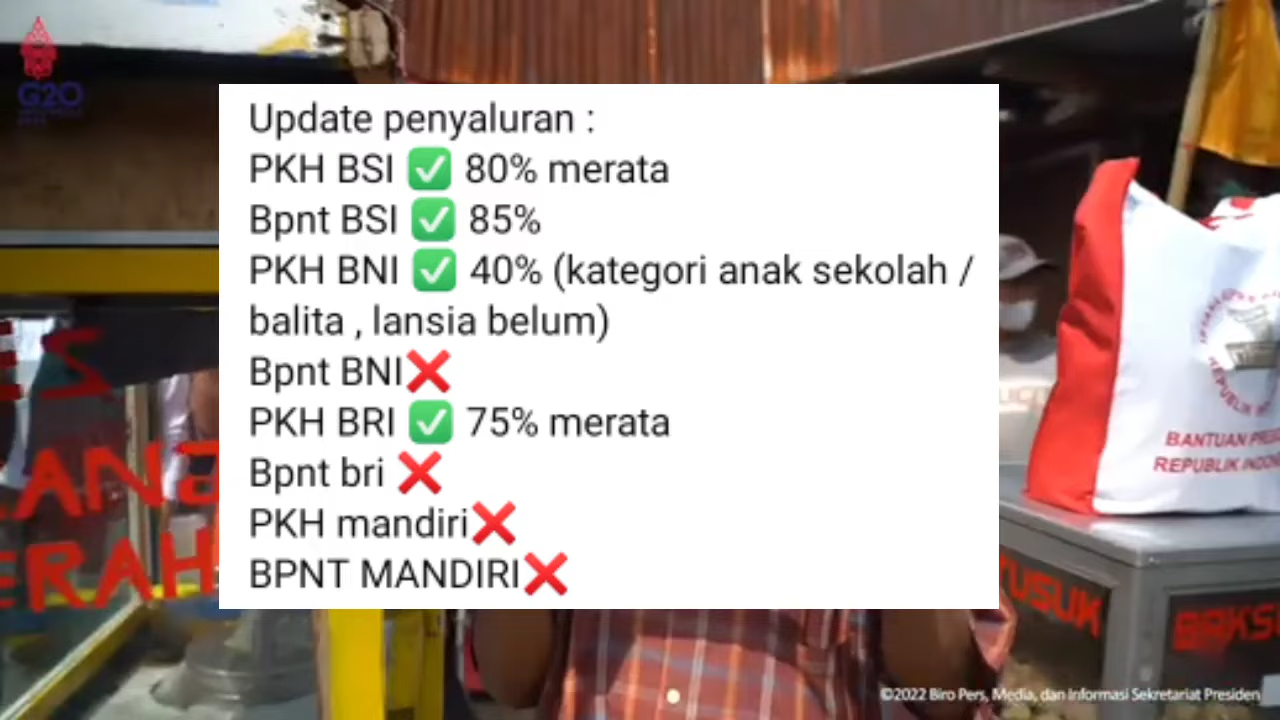 G20
Update penyaluran :
PKH BSI ✅ 80% merata
Bpnt BSI ✅ 85%
PKH BNI ✅ 40% (kategori anak sekolah /
balita , lansia belum)
Bpnt BNI❌
PKH BRI ✅ 75% merata
Bpnt bri ❌
PKH mandiri❌
BPNT MANDIRI❌
BANTUAN
REPUBLIK
©2022 Biro Pers, Media, dan Informasi Sekretariat Presiden